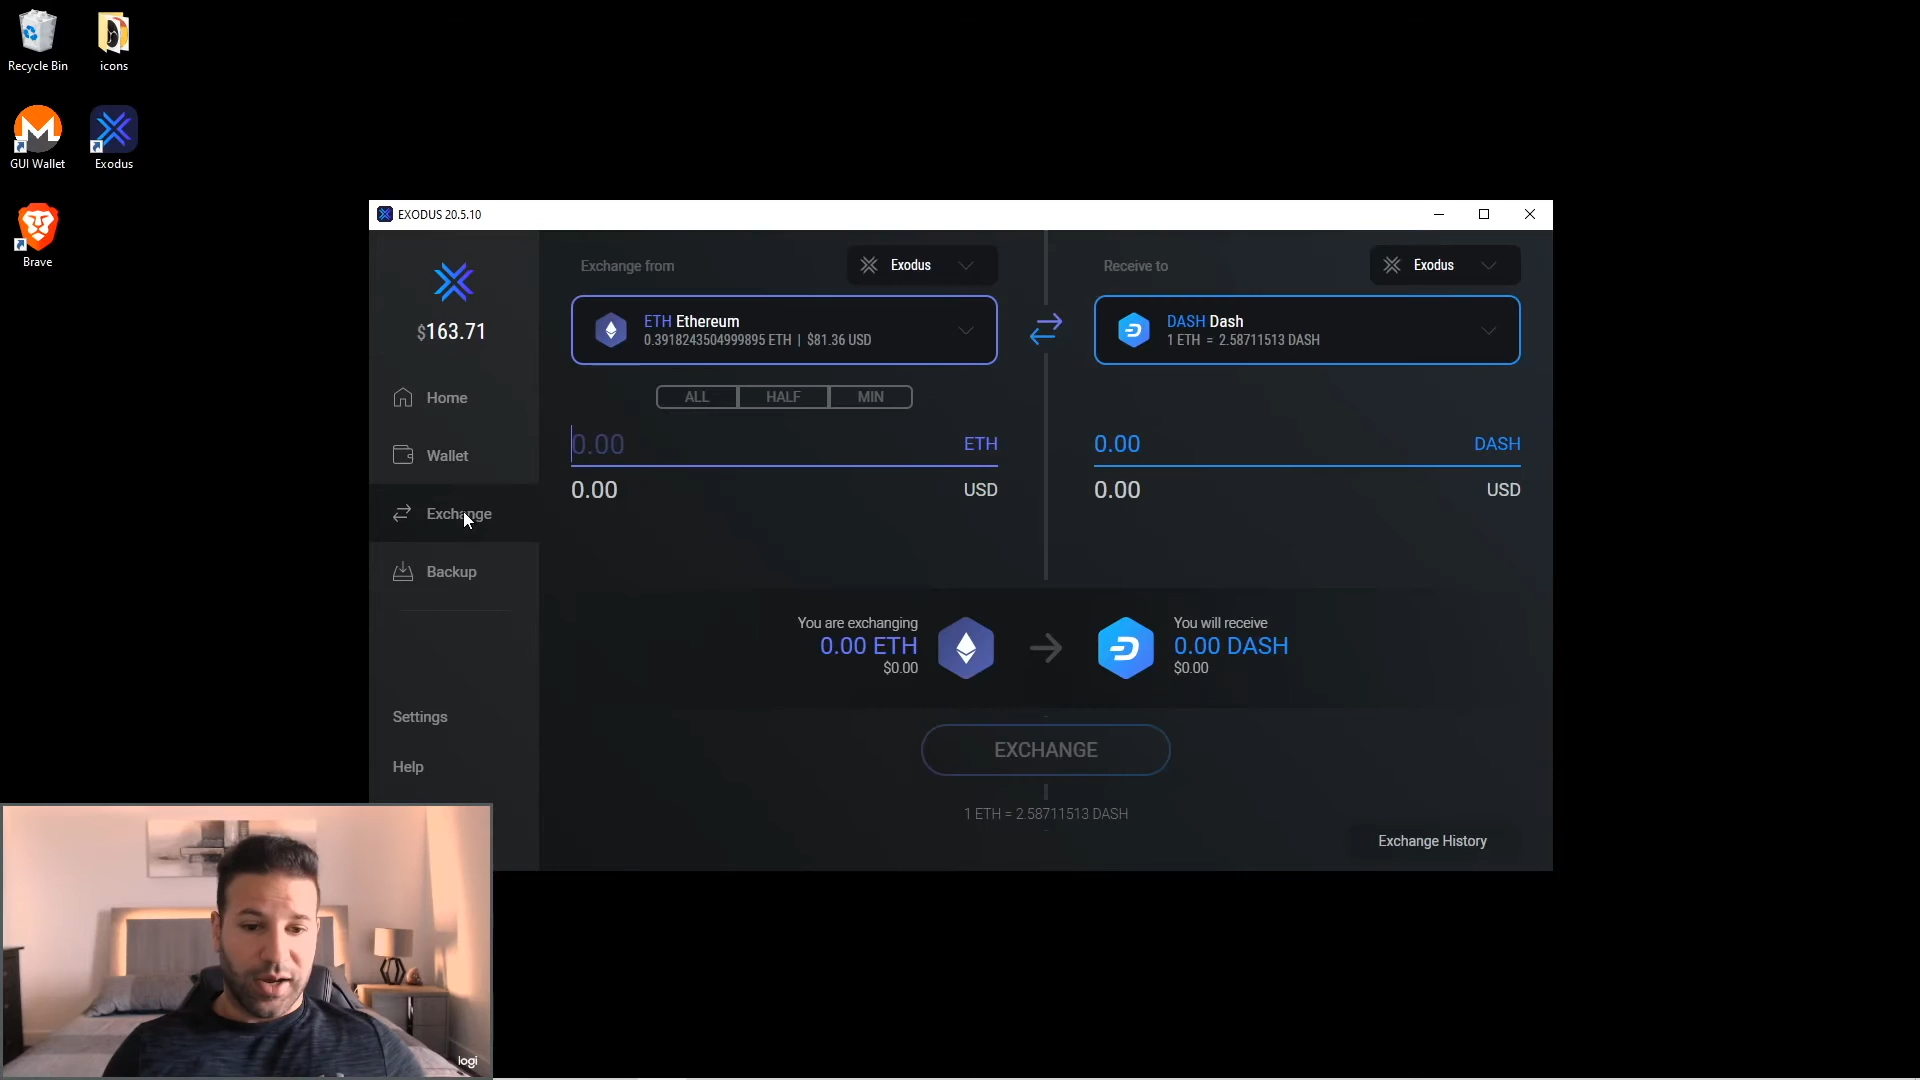 Recycle Bin
icons
GUI Wallet
Exodus
Brave
EXODUS 20.5.10
$163.71
Home
Wallet
Exchange
Backup
Settings
Help
Exchange from
Exodus
ETH Ethereum
0.3918243504999895 ETH | $81.36 USD
ALL HALF MIN
0.00 ETH
0.00 USD
Receive to
Exodus
DASH Dash
1 ETH = 2.58711513 DASH
0.00 DASH
0.00 USD
You are exchanging
0.00 ETH
$0.00
You will receive
0.00 DASH
$0.00
EXCHANGE
1 ETH = 2.58711513 DASH
Exchange History
logi